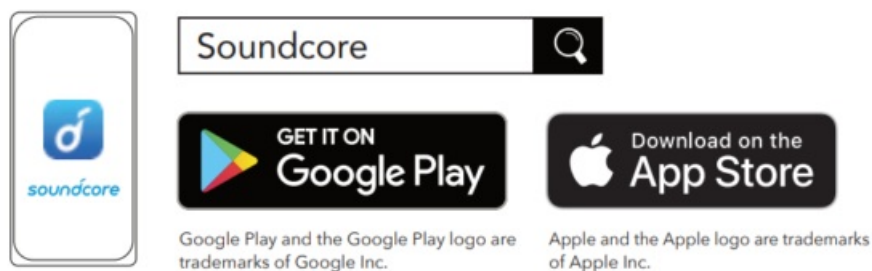 soundcore
Soundcore
GET IT ON
Google Play
Download on the
App Store
Google Play and the Google Play logo are
trademarks of Google Inc.
Apple and the Apple logo are trademarks
of Apple Inc.